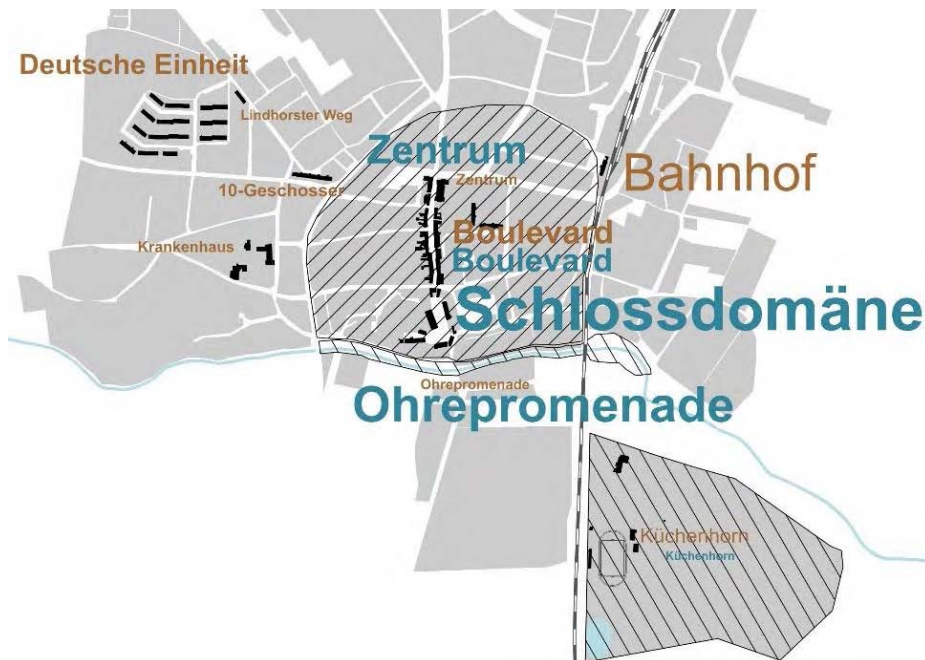 Deutsche Einheit
Lindhorster Weg
Zentrum
Zentrum
Bahnhof
10-Geschosser
Boulevard
Krankenhaus
Boulevard
Schlossdomäne
Ohrepromenade
Ohrepromenade
Küchenhorn
Küchenhorn